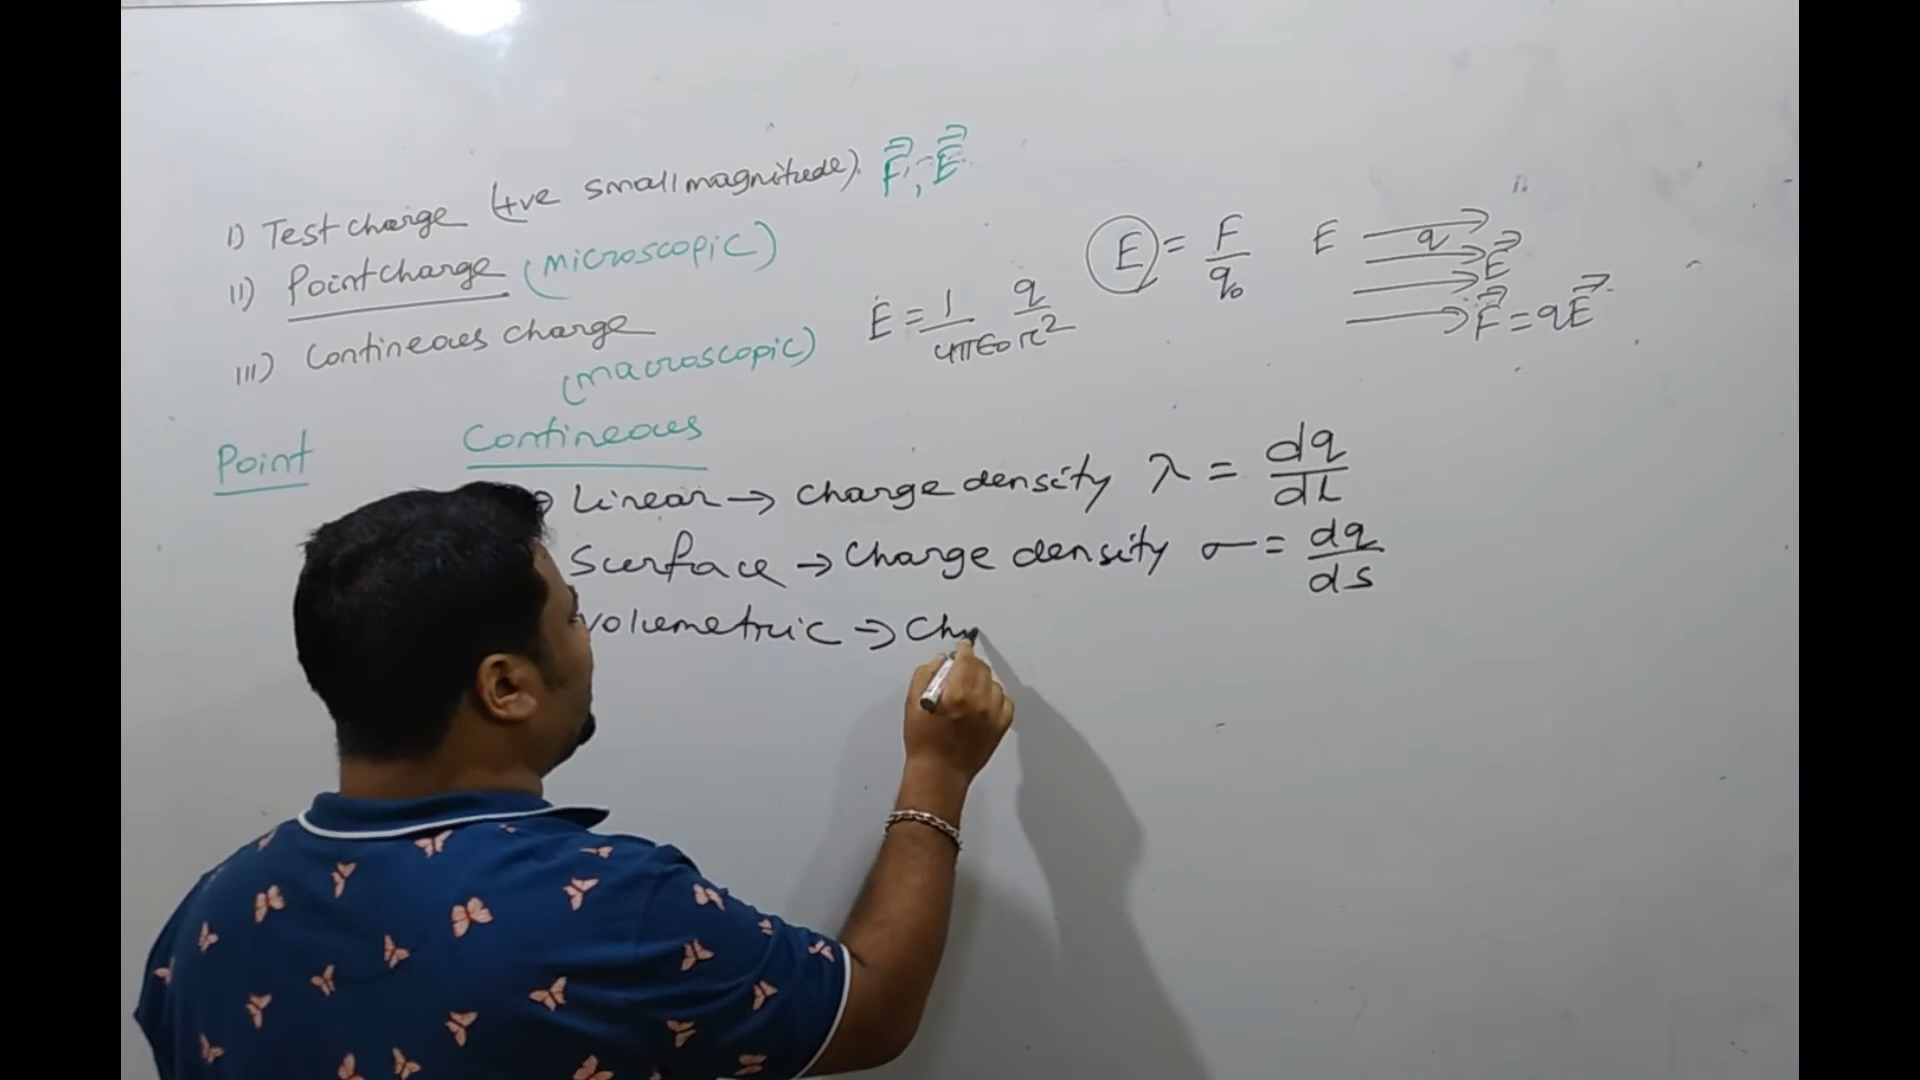 I) Test charge (+ve small magnitude). F⃗, E⃗
II) Point charge (microscopic)
III) Contineous charge
(macroscopic)
E = 1/4πε0 q/r²
E = F/q₀
E q E⃗
F⃗ = qE⃗
Point Contineous
Linear → charge density λ = dq/dL
Surface → Charge density σ = dq/ds
Volumetric → Cha